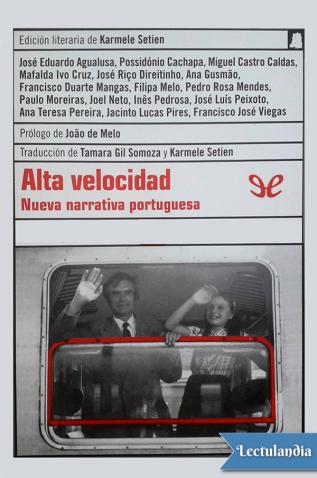 Edición literaria de Karmele Setien
José Eduardo Agualusa, Possidónio Cachapa, Miguel Castro Caldas,
Mafalda Ivo Cruz, José Riço Direitinho, Ana Gusmão,
Francisco Duarte Mangas, Filipa Melo, Pedro Rosa Mendes,
Paulo Moreiras, Joel Neto, Inês Pedrosa, José Luís Peixoto,
Ana Teresa Pereira, Jacinto Lucas Pires, Francisco José Viegas
Prólogo de João de Melo
Traducción de Tamara Gil Somoza y Karmele Setien
Alta velocidad
Nueva narrativa portuguesa
Lectulandia